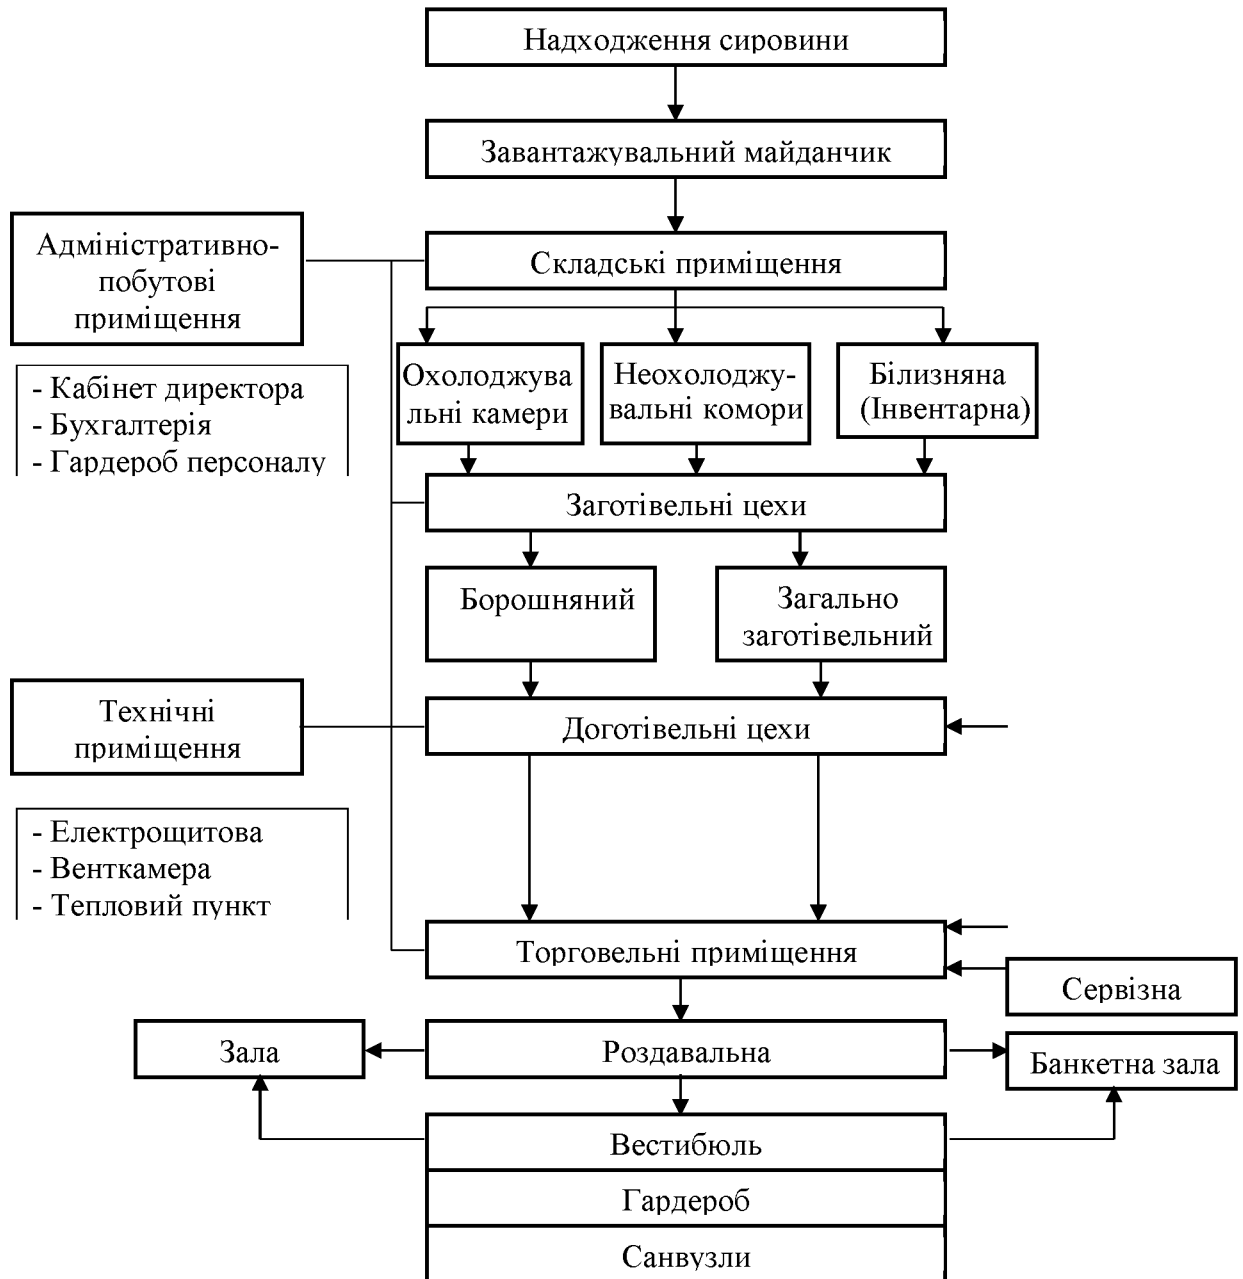 Надходження сировини
Завантажувальний майданчик
Адміністративно-
побутові
приміщення
Складські приміщення
- Кабінет директора
- Бухгалтерія
- Гардероб персоналу
Охолоджува
льні камери
Неохолоджу-
вальні комори
Білизняна
(Інвентарна)
Заготівельні цехи
Борошняний
Загально
заготівельний
Технічні
приміщення
Доготівельні цехи
- Електрощитова
- Венткамера
- Тепловий пункт
Торговельні приміщення
Сервізна
Зала
Роздавальна
Банкетна зала
Вестибюль
Гардероб
Санвузли